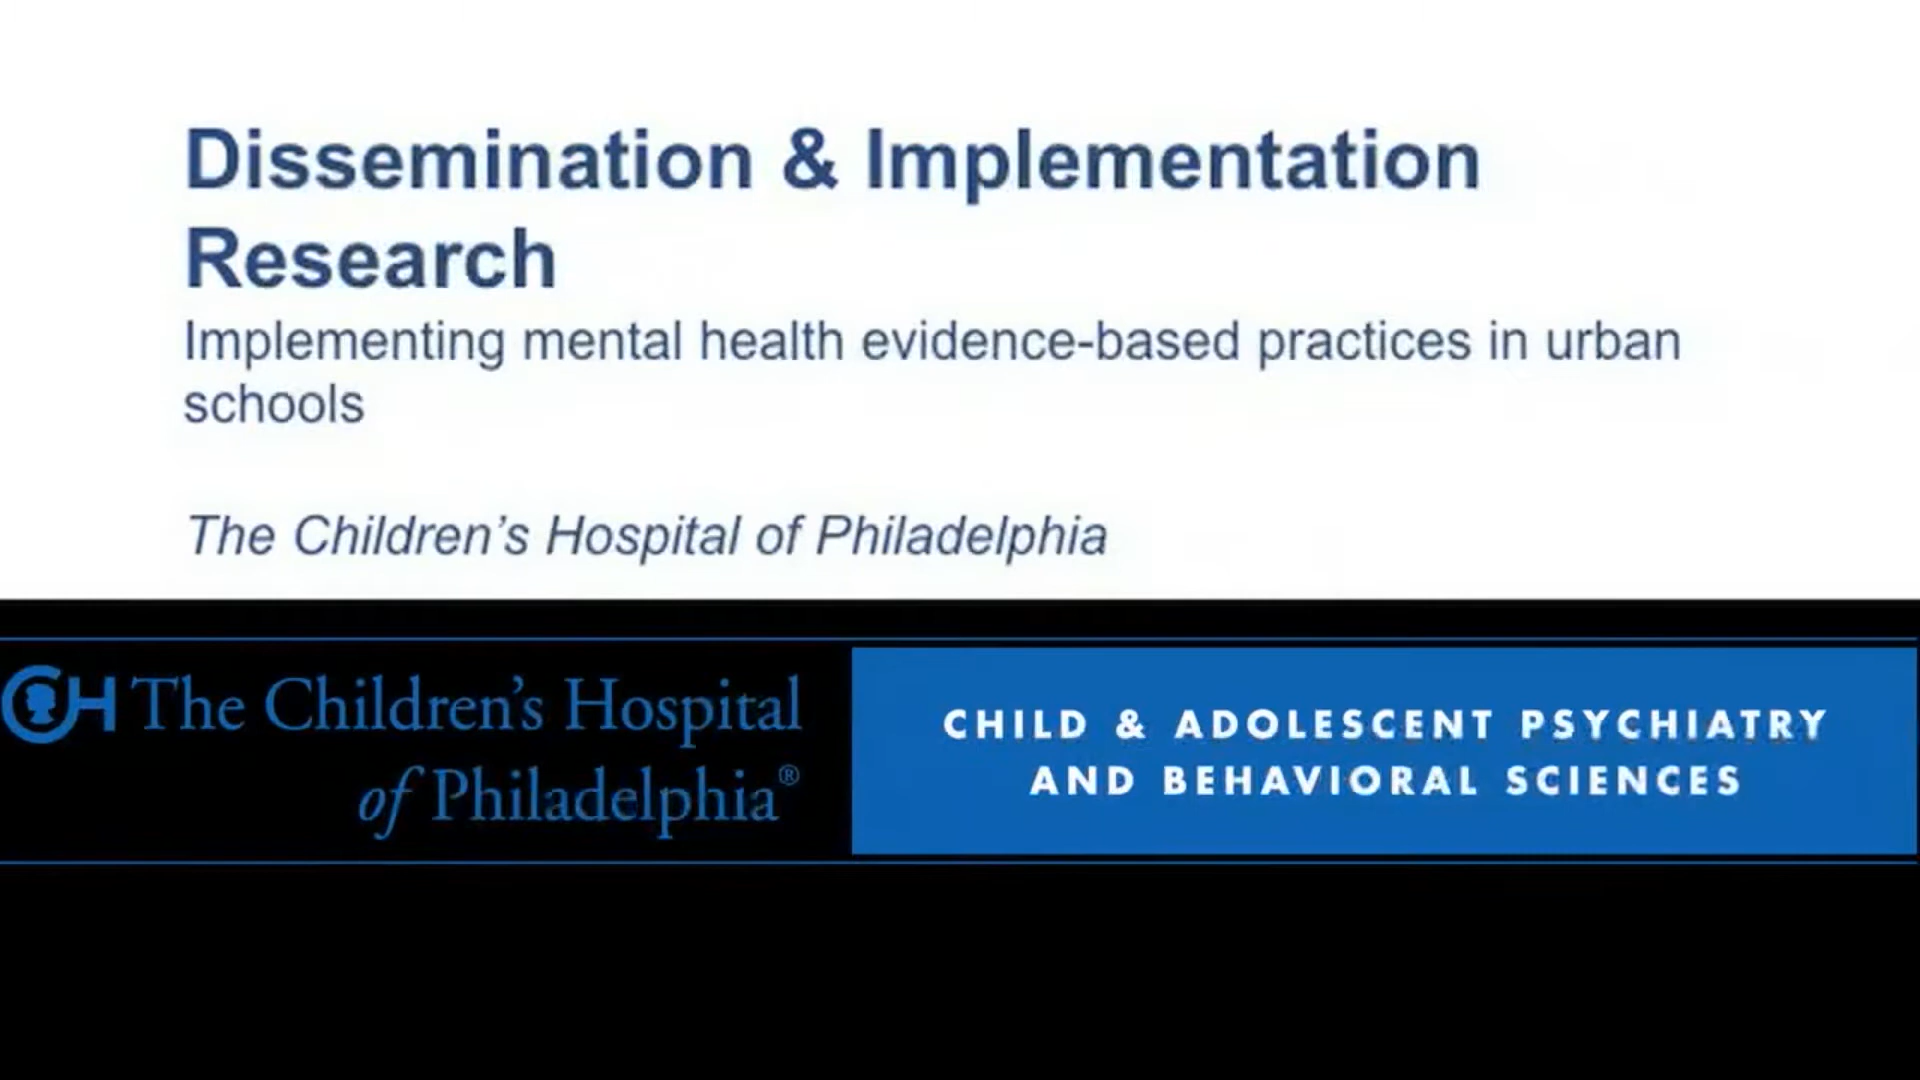 Dissemination & Implementation
Research
Implementing mental health evidence-based practices in urban
schools
The Children’s Hospital of Philadelphia
CH The Children’s Hospital
of Philadelphia®
CHILD & ADOLESCENT PSYCHIATRY
AND BEHAVIORAL SCIENCES